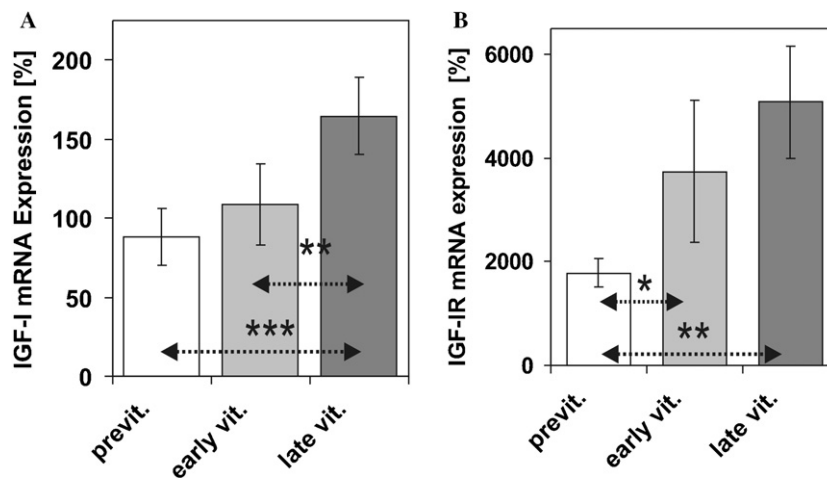 A
IGF-I mRNA Expression [%]
200
150
100
50
0
**
***
previt.
early vit.
late vit.
B
IGF-IR mRNA expression [%]
6000
4000
2000
0
*
**
previt.
early vit.
late vit.